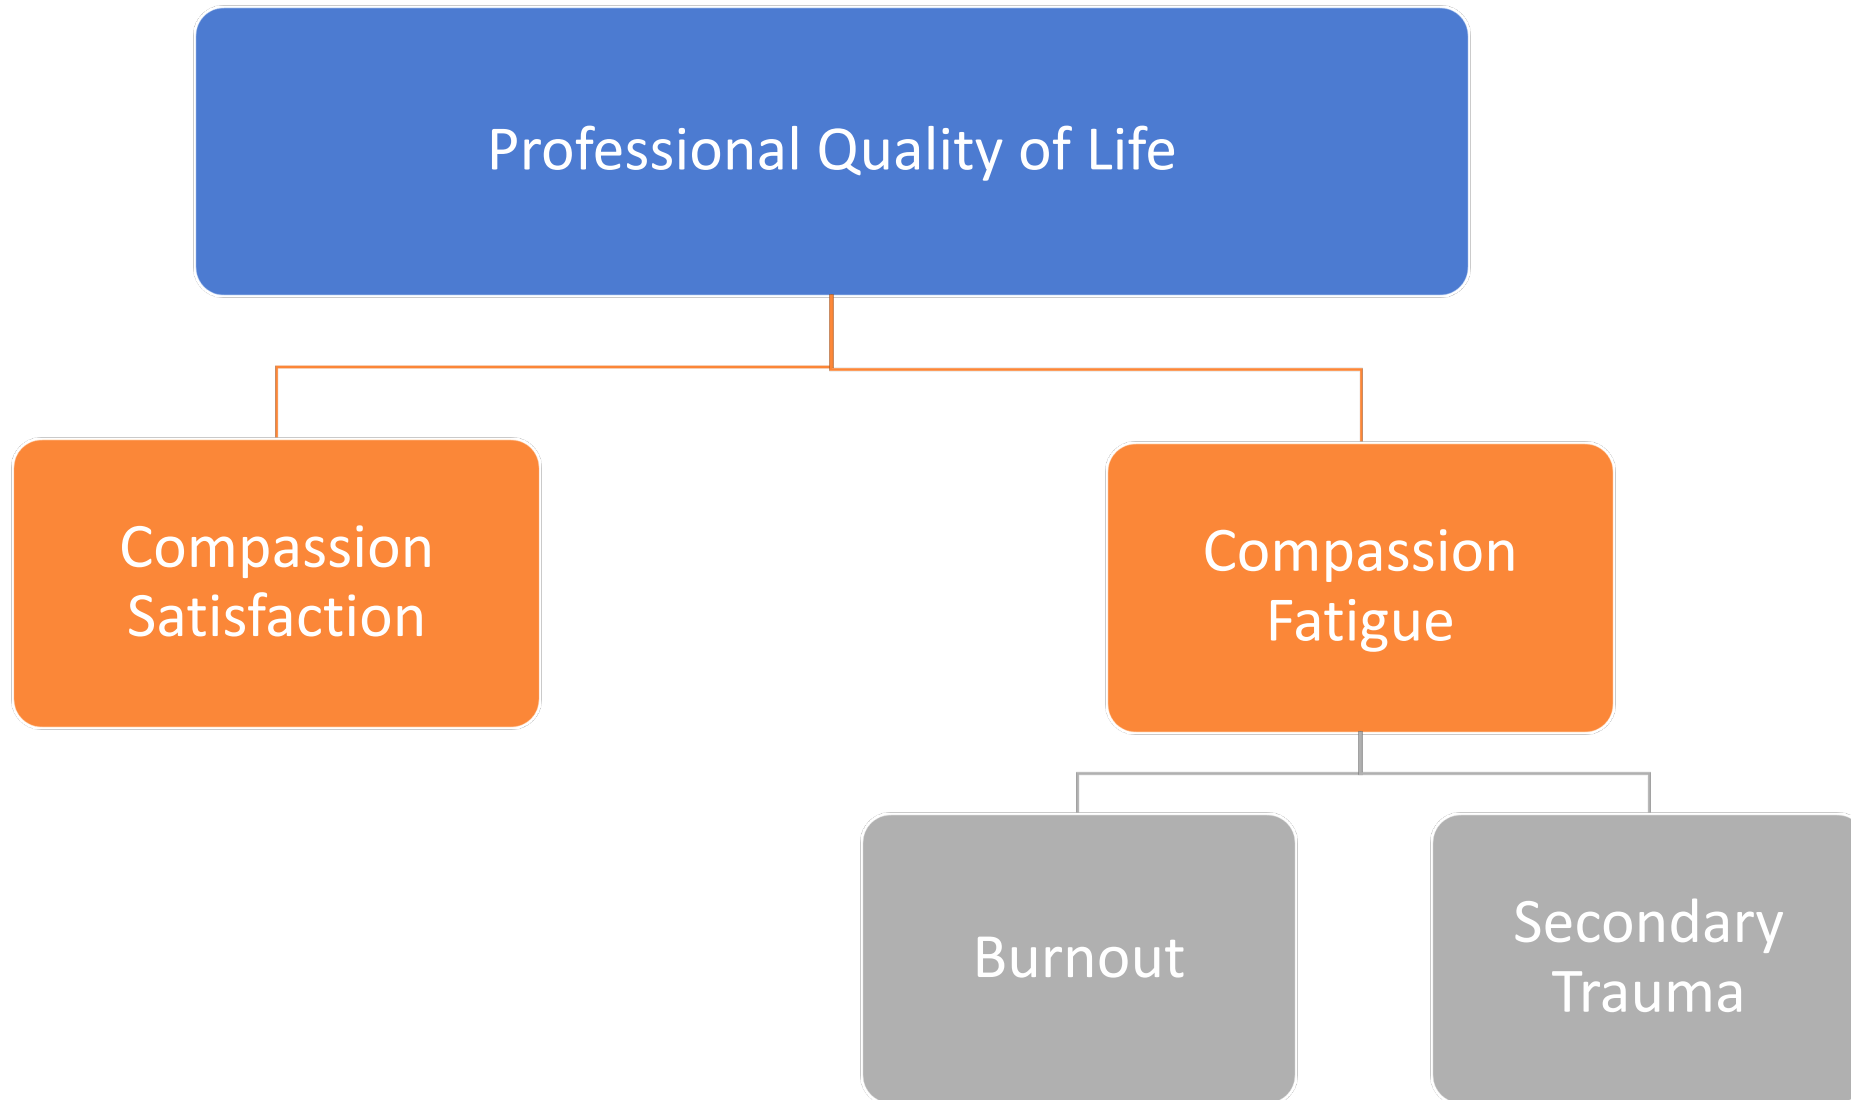 Professional Quality of Life
Compassion
Satisfaction
Compassion
Fatigue
Burnout
Secondary
Trauma